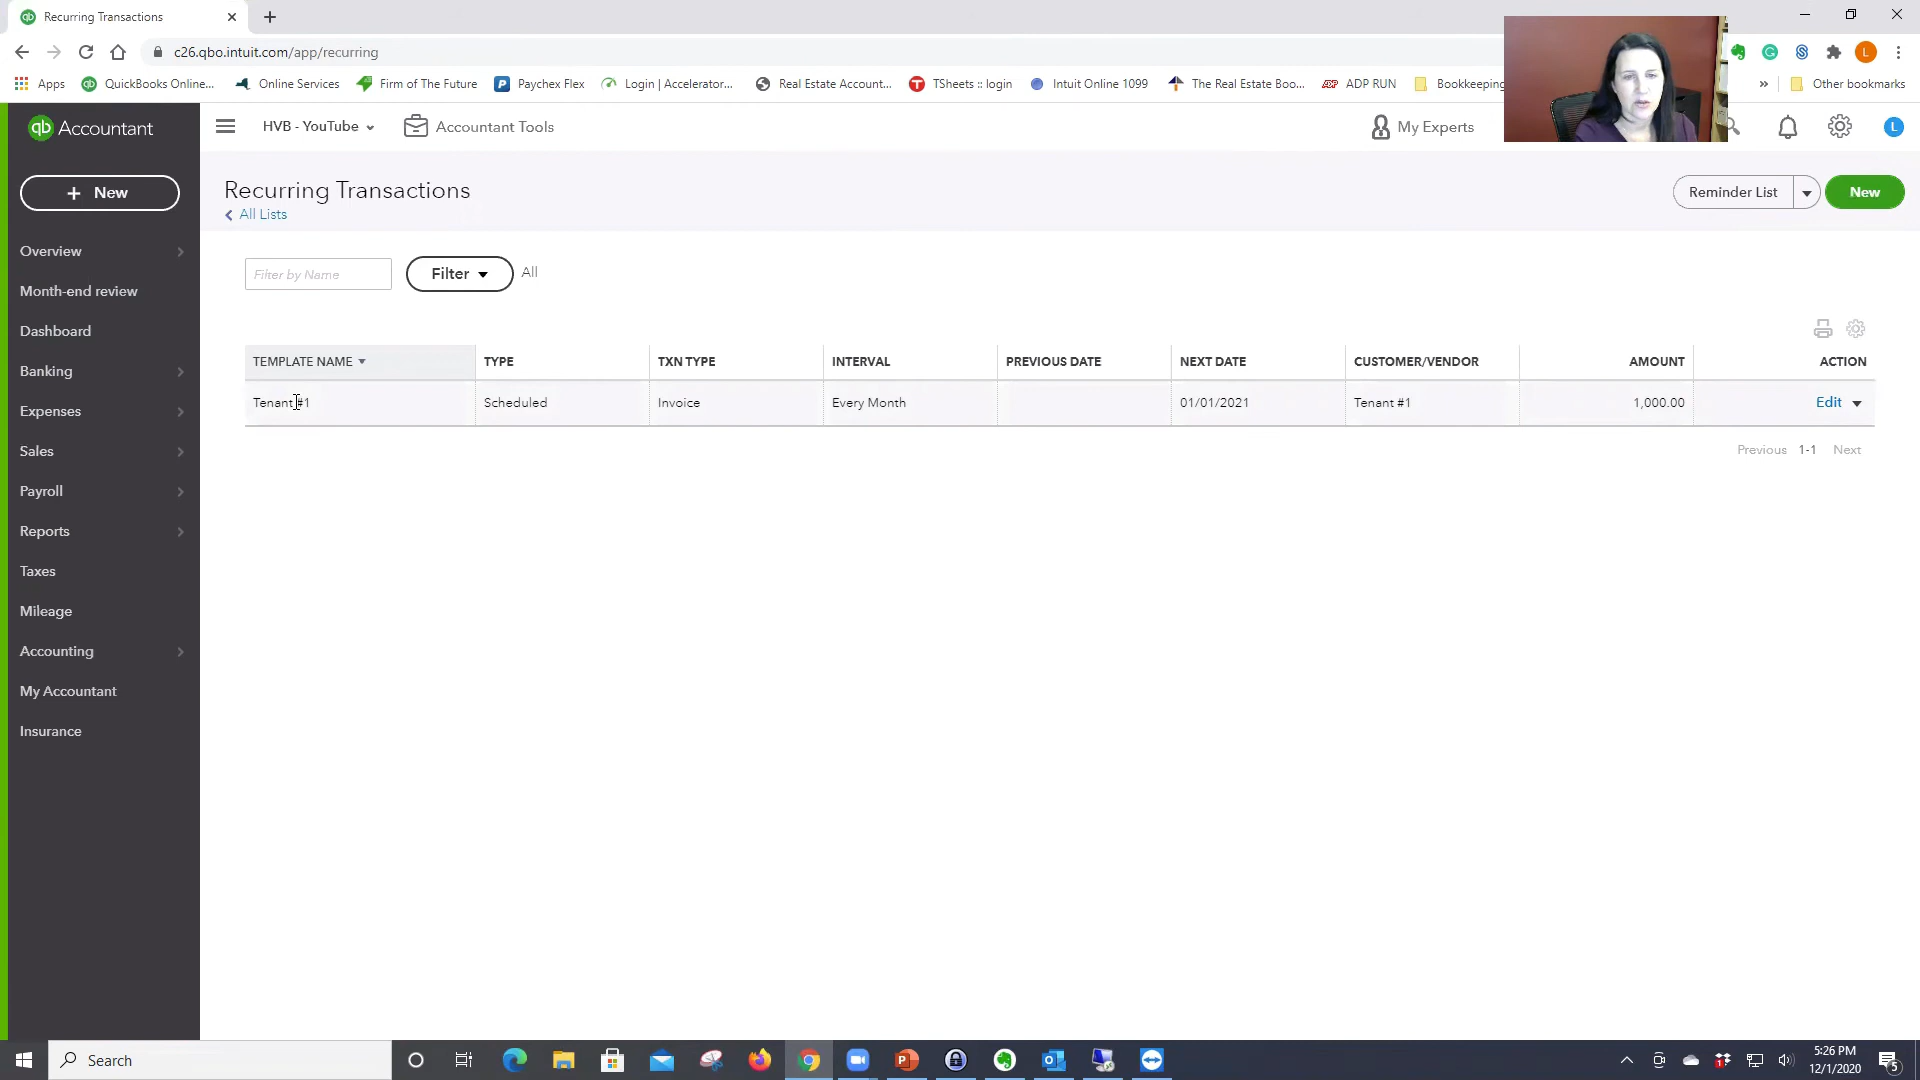 Recurring Transactions
c26.qbo.intuit.com/app/recurring
Apps QuickBooks Online... Online Services Firm of The Future Paychex Flex Login | Accelerator... Real Estate Account... TSheets :: login Intuit Online 1099 The Real Estate Boo... ADP RUN Bookkeeping » Other bookmarks
L
qb Accountant
HVB - YouTube
Accountant Tools
My Experts
L
+ New
Recurring Transactions
All Lists
Reminder List
New
Overview
Month-end review
Dashboard
Banking
Expenses
Sales
Payroll
Reports
Taxes
Mileage
Accounting
My Accountant
Insurance
Filter by Name
Filter
All
TEMPLATE NAME TYPE TXN TYPE INTERVAL PREVIOUS DATE NEXT DATE CUSTOMER/VENDOR AMOUNT ACTION
Tenant #1 Scheduled Invoice Every Month 01/01/2021 Tenant #1 1,000.00 Edit
Previous 1-1 Next
Search
5:26 PM
12/1/2020
5